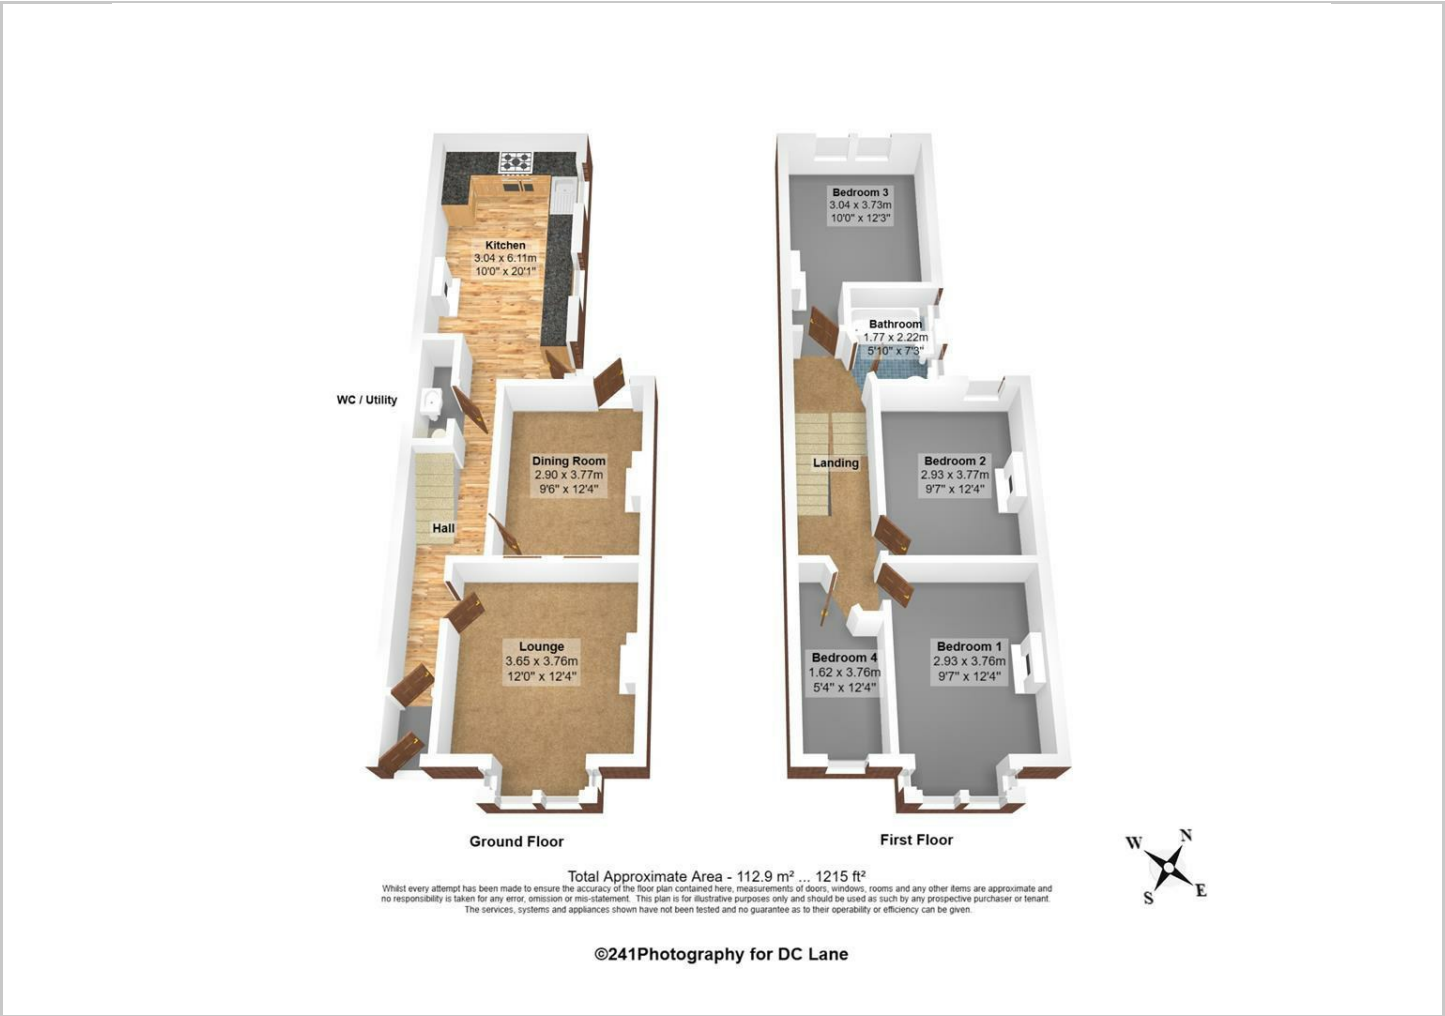 Kitchen
3.04 x 6.11m
10'0" x 20'1"
WC / Utility
Dining Room
2.90 x 3.77m
9'6" x 12'4"
Hall
Lounge
3.65 x 3.76m
12'0" x 12'4"
Ground Floor
Bedroom 3
3.04 x 3.73m
10'0" x 12'3"
Bathroom
1.77 x 2.22m
5'10" x 7'3"
Landing
Bedroom 2
2.93 x 3.77m
9'7" x 12'4"
Bedroom 4
1.62 x 3.76m
5'4" x 12'4"
Bedroom 1
2.93 x 3.76m
9'7" x 12'4"
First Floor
W N
S E
Total Approximate Area - 112.9 m² ... 1215 ft²
Whilst every attempt has been made to ensure the accuracy of the floor plan contained here, measurements of doors, windows, rooms and any other items are approximate and
no responsibility is taken for any error, omission or mis-statement. This plan is for illustrative purposes only and should be used as such by any prospective purchaser or tenant.
The services, systems and appliances shown have not been tested and no guarantee as to their operability or efficiency can be given.
©241Photography for DC Lane